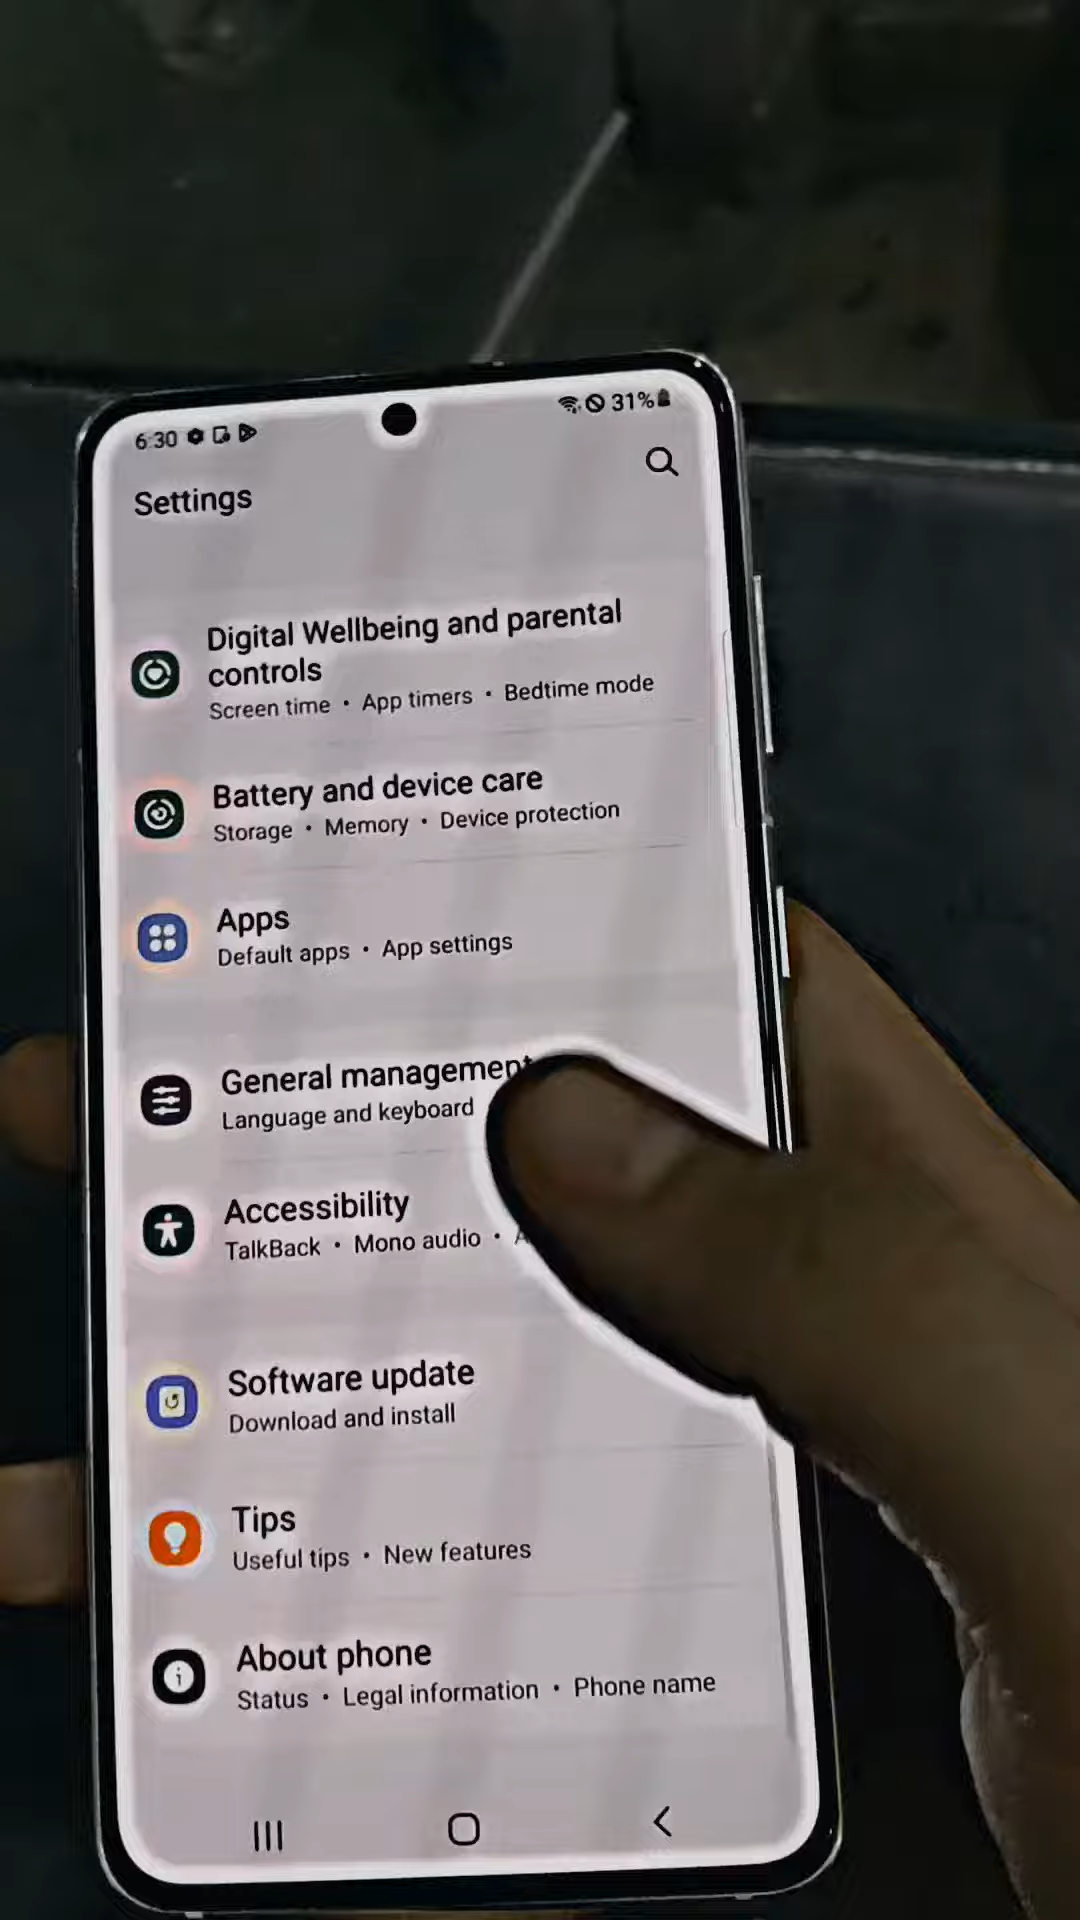 6:30 31%
Settings
Digital Wellbeing and parental
controls
Screen time • App timers • Bedtime mode
Battery and device care
Storage • Memory • Device protection
Apps
Default apps • App settings
General management
Language and keyboard
Accessibility
TalkBack • Mono audio •
Software update
Download and install
Tips
Useful tips • New features
About phone
Status • Legal information • Phone name